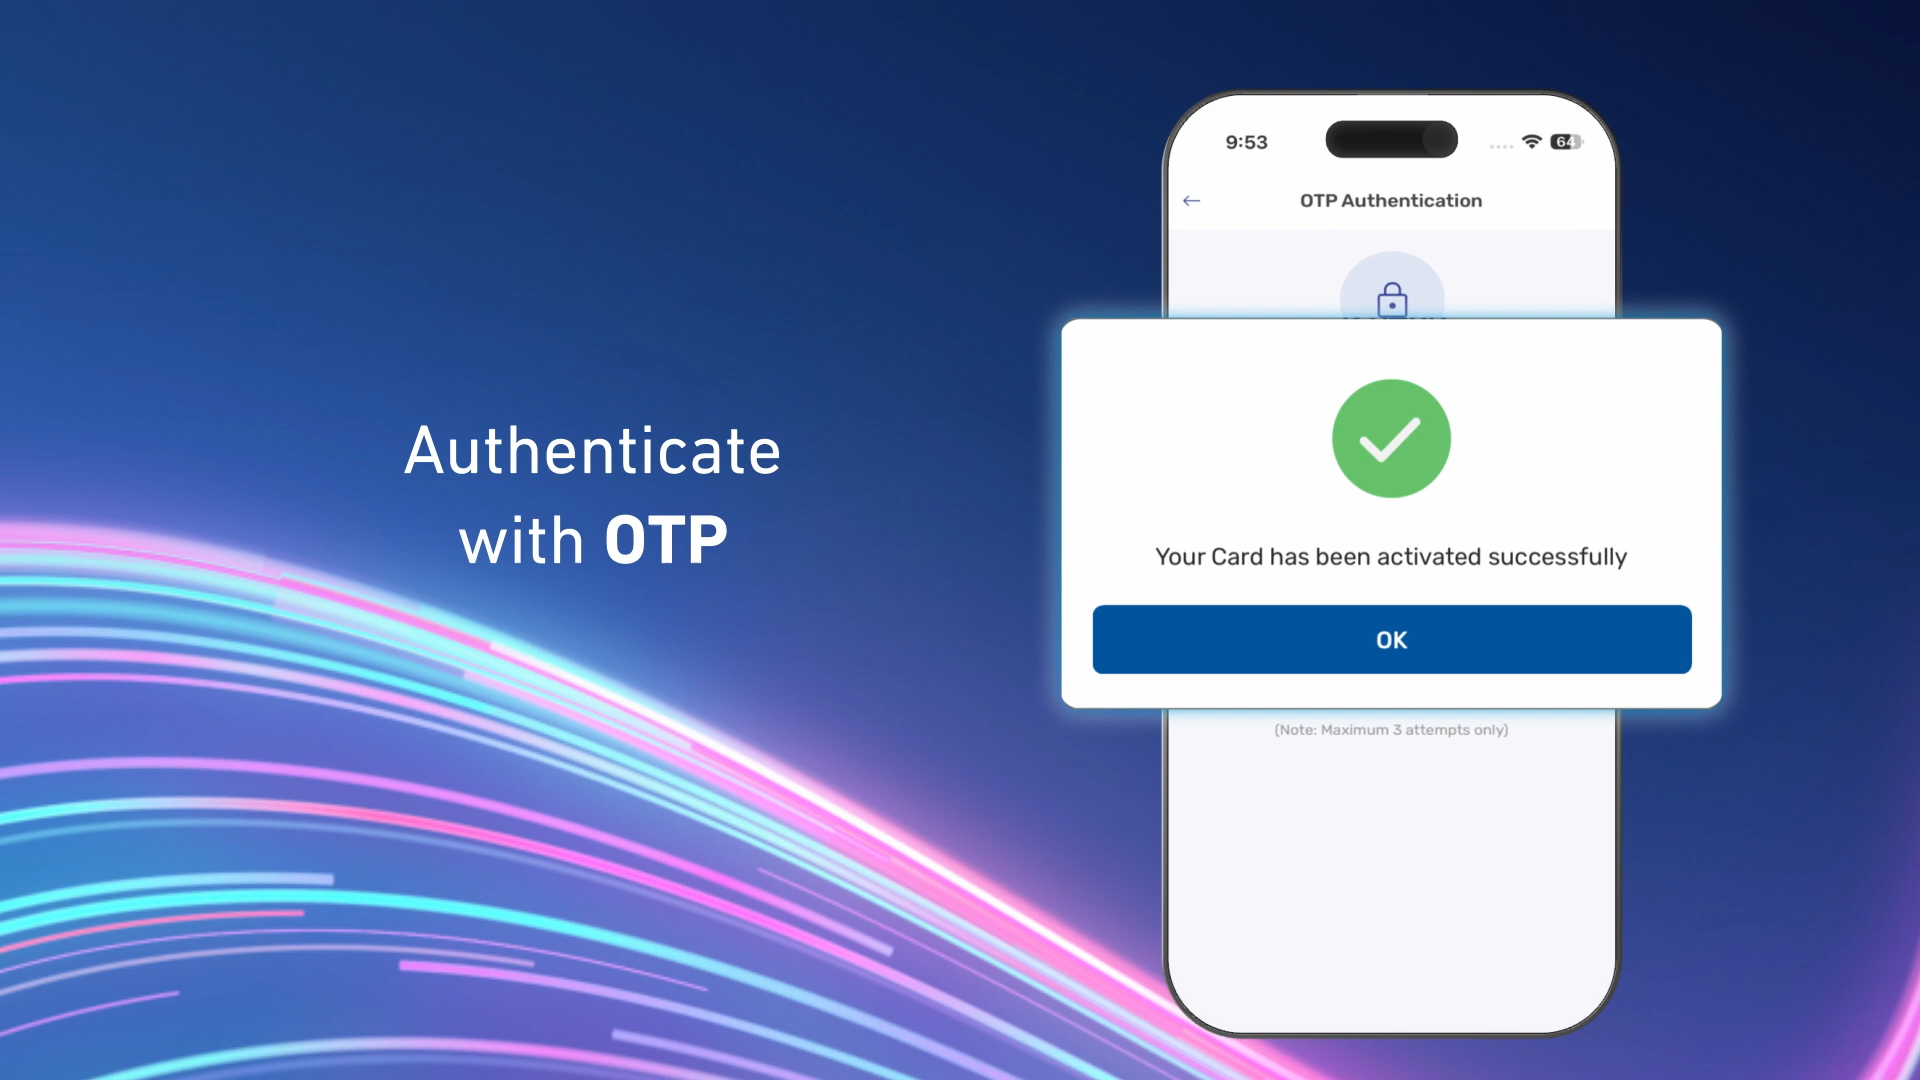 Authenticate
with OTP
9:53
64
OTP Authentication
Your Card has been activated successfully
OK
(Note: Maximum 3 attempts only)